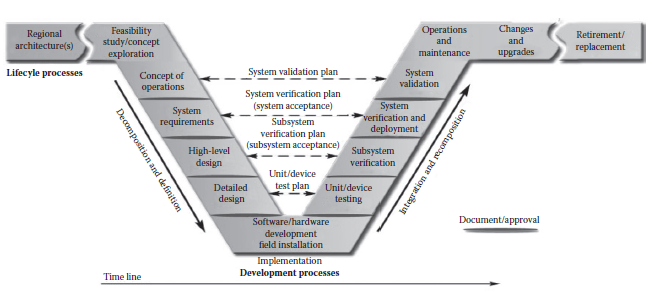 Regional
architecture(s)
Feasibility
study/concept
exploration
Operations
and
maintenance
Changes
and
upgrades
Retirement/
replacement
Lifecyle processes
Concept of
operations
System validation plan
System
validation
System
requirements
System verification plan
(system acceptance)
System
verification and
deployment
High-level
design
Subsystem
verification plan
(subsystem acceptance)
Subsystem
verification
Detailed
design
Unit/device
test plan
Unit/device
testing
Decomposition and definition
Integration and recomposition
Software/hardware
development
field installation
Document/approval
Implementation
Development processes
Time line